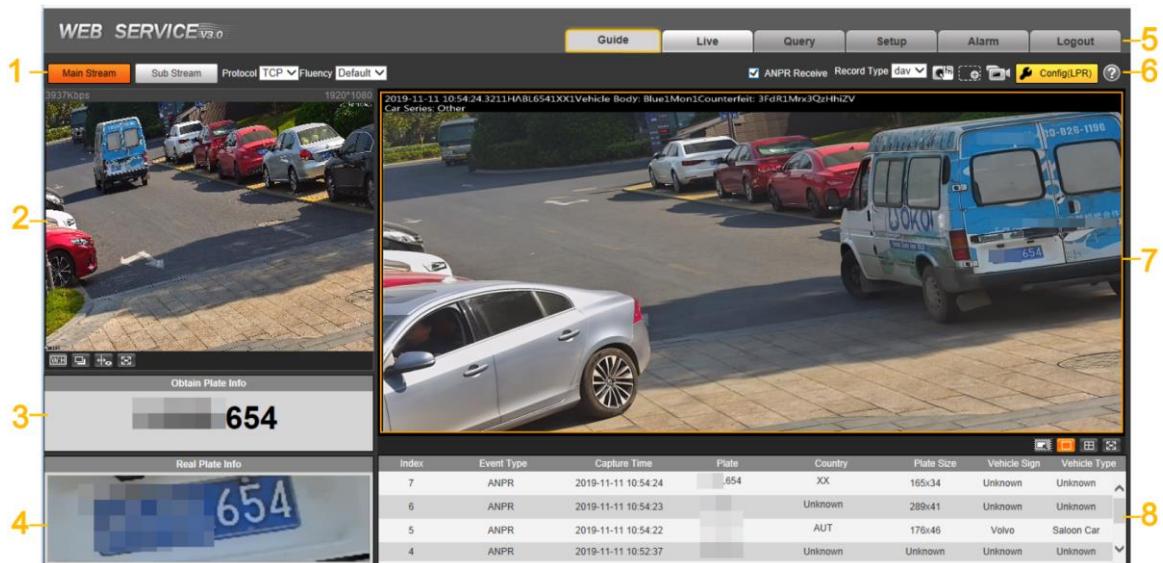 WEB SERVICE V3.0
Guide Live Query Setup Alarm Logout 5
1 Main Stream Sub Stream Protocol TCP Fluency Default ANPR Receive Record Type dav Config(LPR) ? 6
3937Kbps 1920*1080
2019-11-11 10:54:24.3211HABL6541XX1Vehicle Body: Blue1Mon1Counterfeit: 3FdR1Mrx3QzHhiZV
Car Series: Other
2
654
7
W:H
Obtain Plate Info
3 654
Real Plate Info
4 654
Index Event Type Capture Time Plate Country Plate Size Vehicle Sign Vehicle Type
7 ANPR 2019-11-11 10:54:24 654 XX 165x34 Unknown Unknown
6 ANPR 2019-11-11 10:54:23 Unknown 289x41 Unknown Unknown
8
5 ANPR 2019-11-11 10:54:22 AUT 176x46 Volvo Saloon Car
4 ANPR 2019-11-11 10:52:37 Unknown Unknown Unknown Unknown